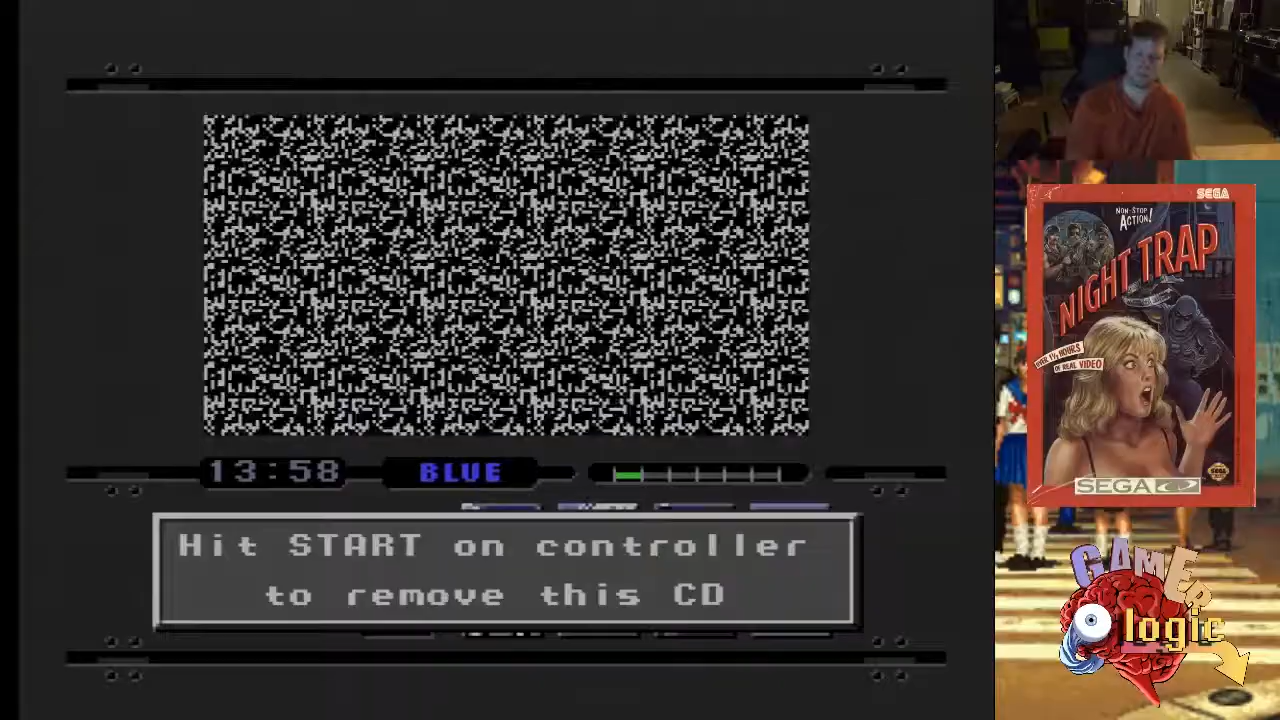 13:58
BLUE
Hit START on controller
to remove this CD
SEGA
NON-STOP
ACTION!
NIGHT TRAP
OVER 1½ HOURS
OF REAL VIDEO
SEGA CD
GAMER
logic